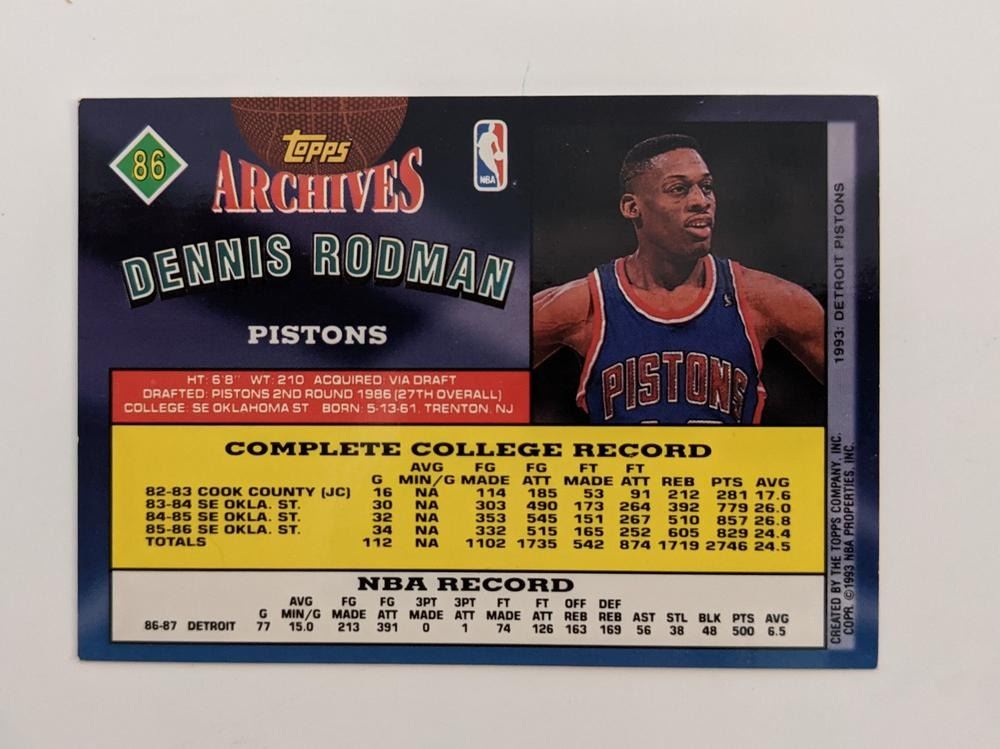 86
TOPPS
ARCHIVES
NBA
DENNIS RODMAN
PISTONS
HT: 6'8" WT: 210 ACQUIRED: VIA DRAFT
DRAFTED: PISTONS 2ND ROUND 1986 (27TH OVERALL)
COLLEGE: SE OKLAHOMA ST BORN: 5-13-61, TRENTON, NJ
PISTONS
1993: DETROIT PISTONS
COMPLETE COLLEGE RECORD
AVG FG FG FT FT
G MIN/G MADE ATT MADE ATT REB PTS AVG
82-83 COOK COUNTY (JC) 16 NA 114 185 53 91 212 281 17.6
83-84 SE OKLA. ST. 30 NA 303 490 173 264 392 779 26.0
84-85 SE OKLA. ST. 32 NA 353 545 151 267 510 857 26.8
85-86 SE OKLA. ST. 34 NA 332 515 165 252 605 829 24.4
TOTALS 112 NA 1102 1735 542 874 1719 2746 24.5
NBA RECORD
AVG FG FG 3PT 3PT FT FT OFF DEF
G MIN/G MADE ATT MADE ATT MADE ATT REB REB AST STL BLK PTS AVG
86-87 DETROIT 77 15.0 213 391 0 1 74 126 163 169 56 38 48 500 6.5
CREATED BY THE TOPPS COMPANY, INC.
COPR. ©1993 NBA PROPERTIES, INC.